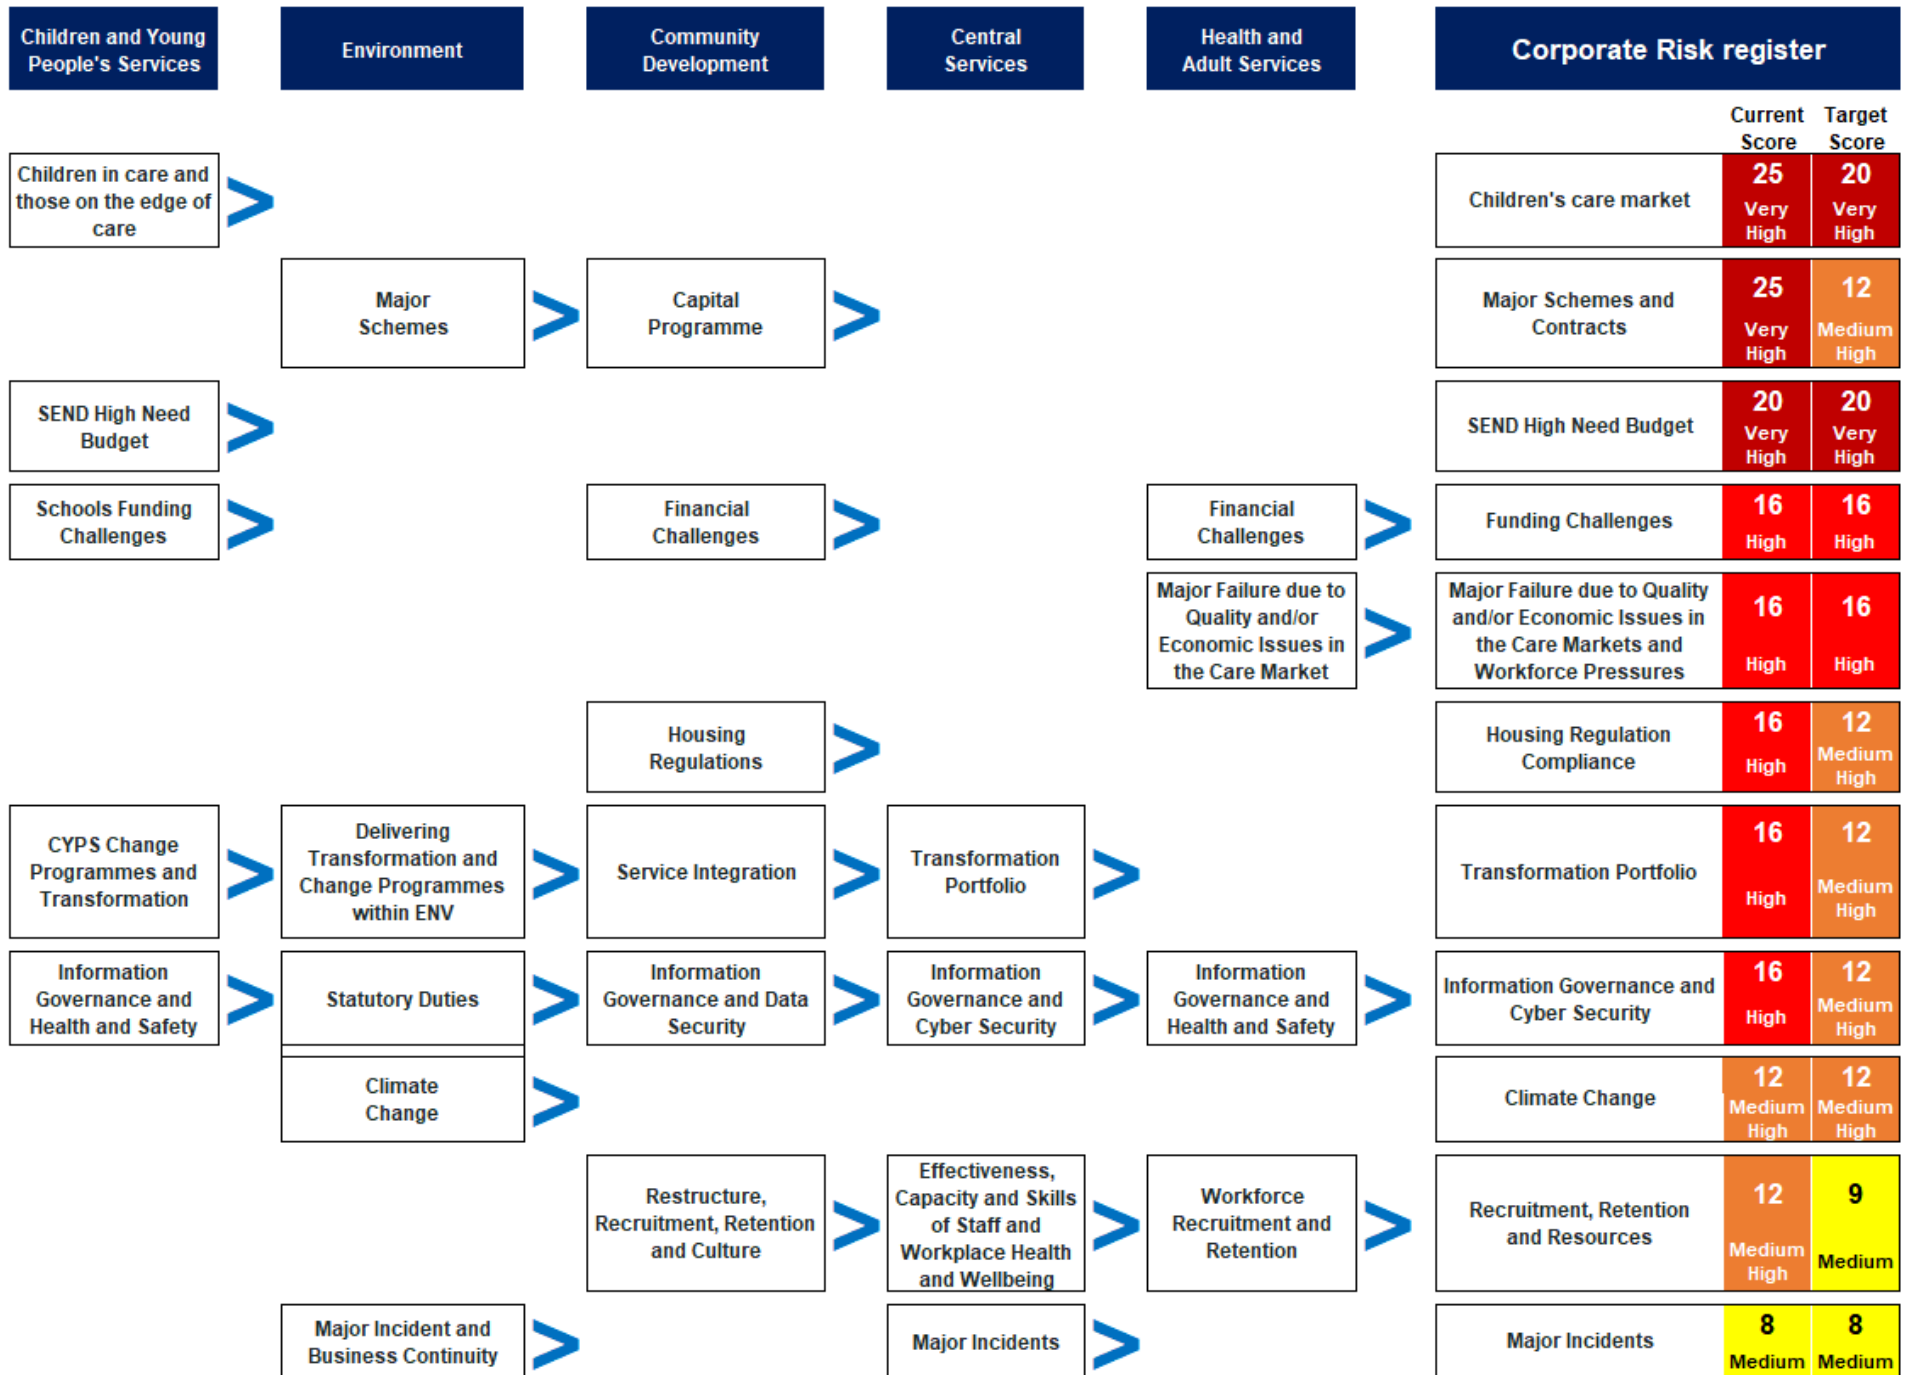 Children and Young
People's Services
Environment
Community
Development
Central
Services
Health and
Adult Services
Corporate Risk register
Current Target
Score Score
Children in care and
those on the edge of
care
>
Children's care market
25 20
Very Very
High High
Major
Schemes
>
Capital
Programme
>
Major Schemes and
Contracts
25 12
Very Medium
High High
SEND High Need
Budget
>
SEND High Need Budget
20 20
Very Very
High High
Schools Funding
Challenges
>
Financial
Challenges
>
Financial
Challenges
>
Funding Challenges
16 16
High High
Major Failure due to
Quality and/or
Economic Issues in
the Care Market
>
Major Failure due to Quality
and/or Economic Issues in
the Care Markets and
Workforce Pressures
16 16
High High
Housing
Regulations
>
Housing Regulation
Compliance
16 12
High Medium
High
CYPS Change
Programmes and
Transformation
>
Delivering
Transformation and
Change Programmes
within ENV
>
Service Integration
>
Transformation
Portfolio
>
Transformation Portfolio
16 12
High Medium
High
Information
Governance and
Health and Safety
>
Statutory Duties
>
Information
Governance and Data
Security
>
Information
Governance and
Cyber Security
>
Information
Governance and
Health and Safety
>
Information Governance and
Cyber Security
16 12
High Medium
High
Climate
Change
>
Climate Change
12 12
Medium Medium
High High
Restructure,
Recruitment, Retention
and Culture
>
Effectiveness,
Capacity and Skills
of Staff and
Workplace Health
and Wellbeing
>
Workforce
Recruitment and
Retention
>
Recruitment, Retention
and Resources
12 9
Medium Medium
High
Major Incident and
Business Continuity
>
Major Incidents
>
Major Incidents
8 8
Medium Medium